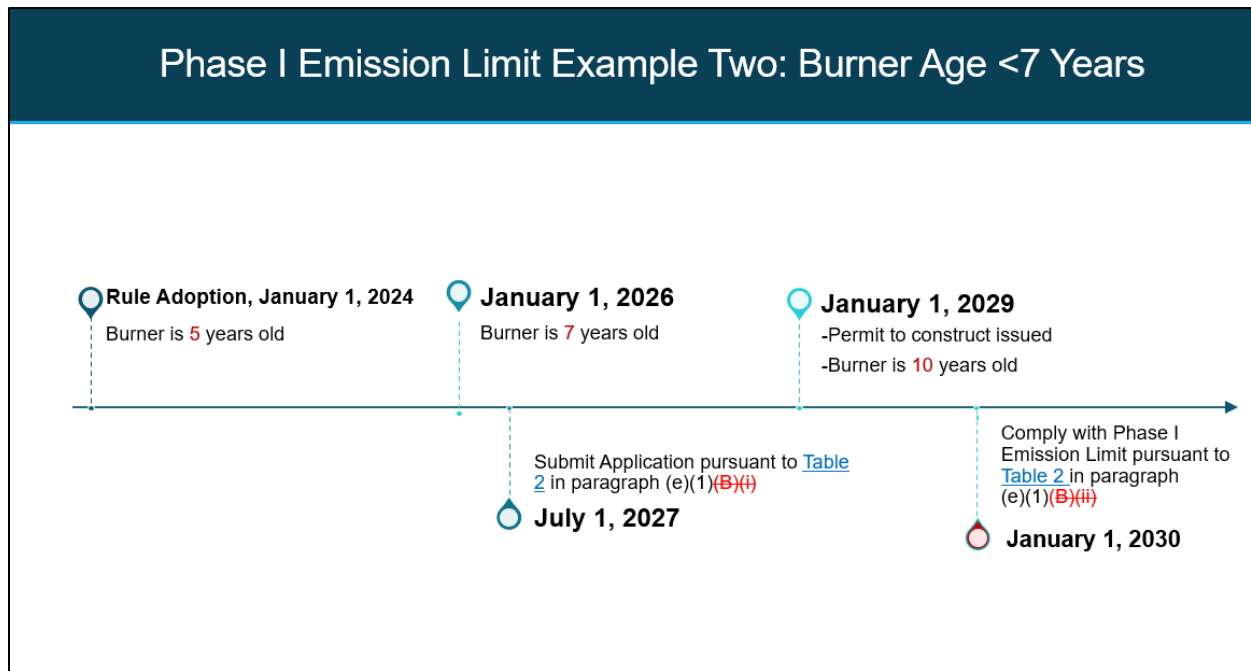 Phase I Emission Limit Example Two: Burner Age <7 Years
Rule Adoption, January 1, 2024
Burner is 5 years old
January 1, 2026
Burner is 7 years old
January 1, 2029
-Permit to construct issued
-Burner is 10 years old
Submit Application pursuant to Table
2 in paragraph (e)(1)(B)(i)
July 1, 2027
Comply with Phase I
Emission Limit pursuant to
Table 2 in paragraph
(e)(1)(B)(ii)
January 1, 2030